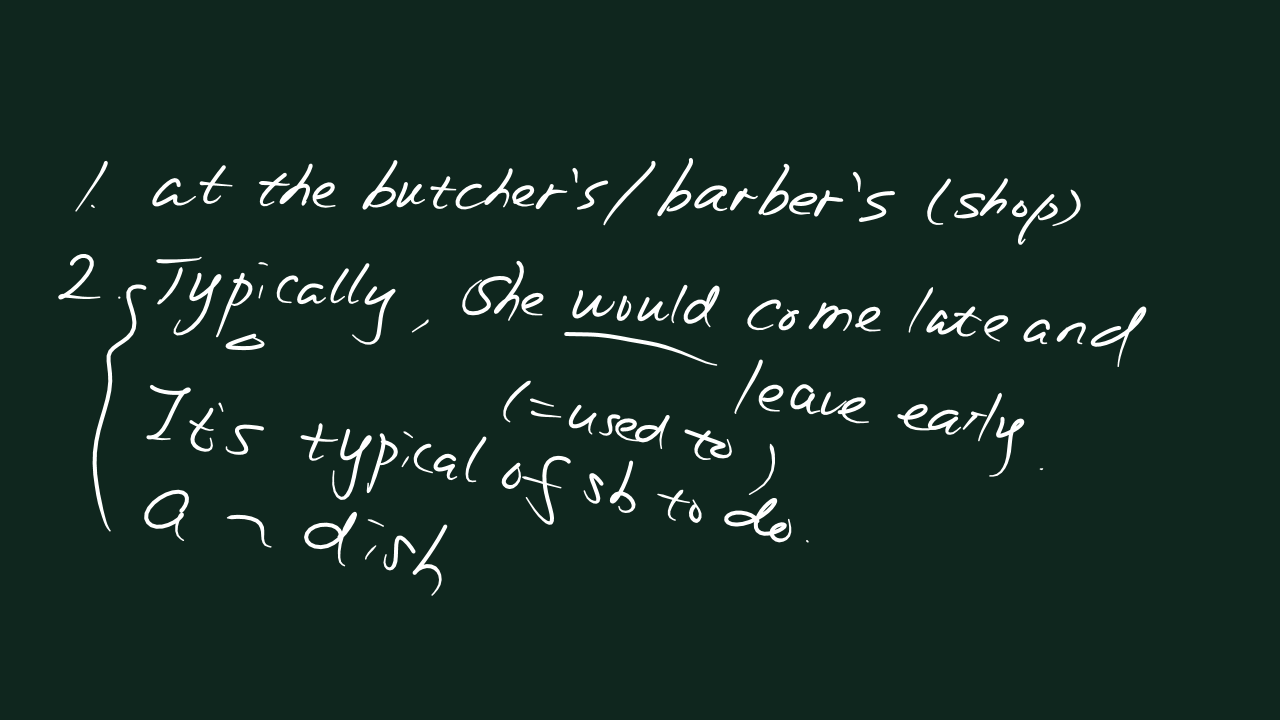 1. at the butcher's/barber's (shop)
2. Typically, she would come late and
leave early.
(=used to)
It's typical of sb to do.
a ~ dish